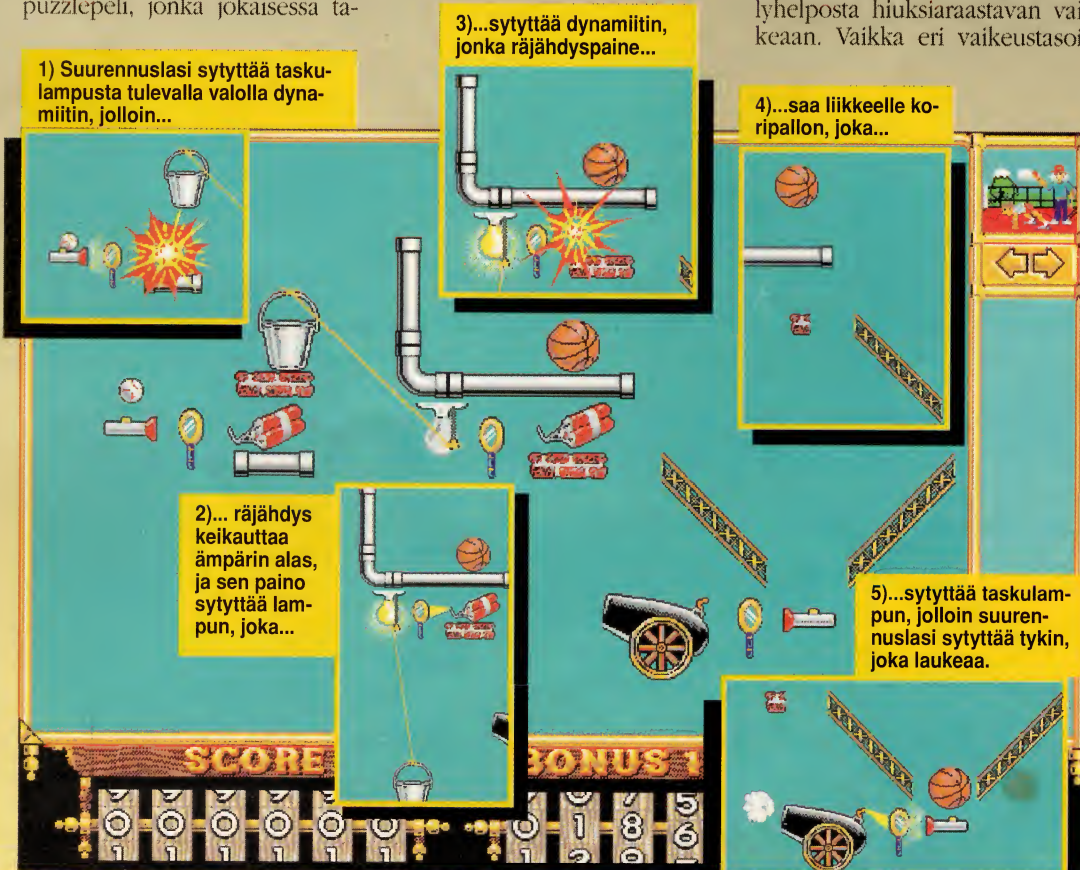 puzzlepeli, jonka jokaisessa ta-
lyhelposta hiuksiaraastavan vai
keaan. Vaikka eri vaikeustasoi
1) Suurennuslasi sytyttää tasku-
lampusta tulevalla valolla dyna-
miitin, jolloin...
3)...sytyttää dynamiitin,
jonka räjähdyspaine...
4)...saa liikkeelle ko-
ripallon, joka...
2)... räjähdys
keikauttaa
ämpärin alas,
ja sen paino
sytyttää lam-
pun, joka...
5)...sytyttää taskulam-
pun, jolloin suuren-
nuslasi sytyttää tykin,
joka laukeaa.
SCORE
BONUS 1